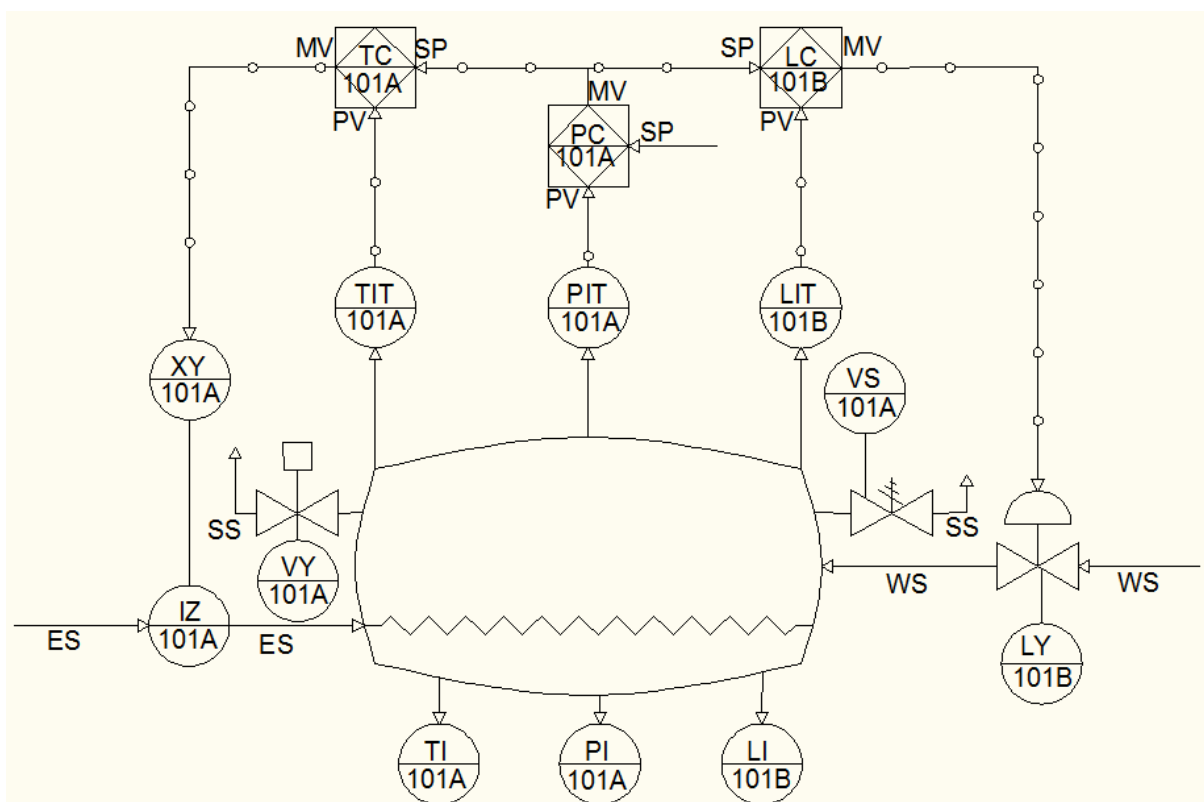 MV
TC
101A
SP
PV
SP
LC
101B
MV
PV
MV
PC
101A
SP
PV
TIT
101A
PIT
101A
LIT
101B
XY
101A
VS
101A
SS
VY
101A
SS
WS
WS
ES
IZ
101A
ES
LY
101B
TI
101A
PI
101A
LI
101B